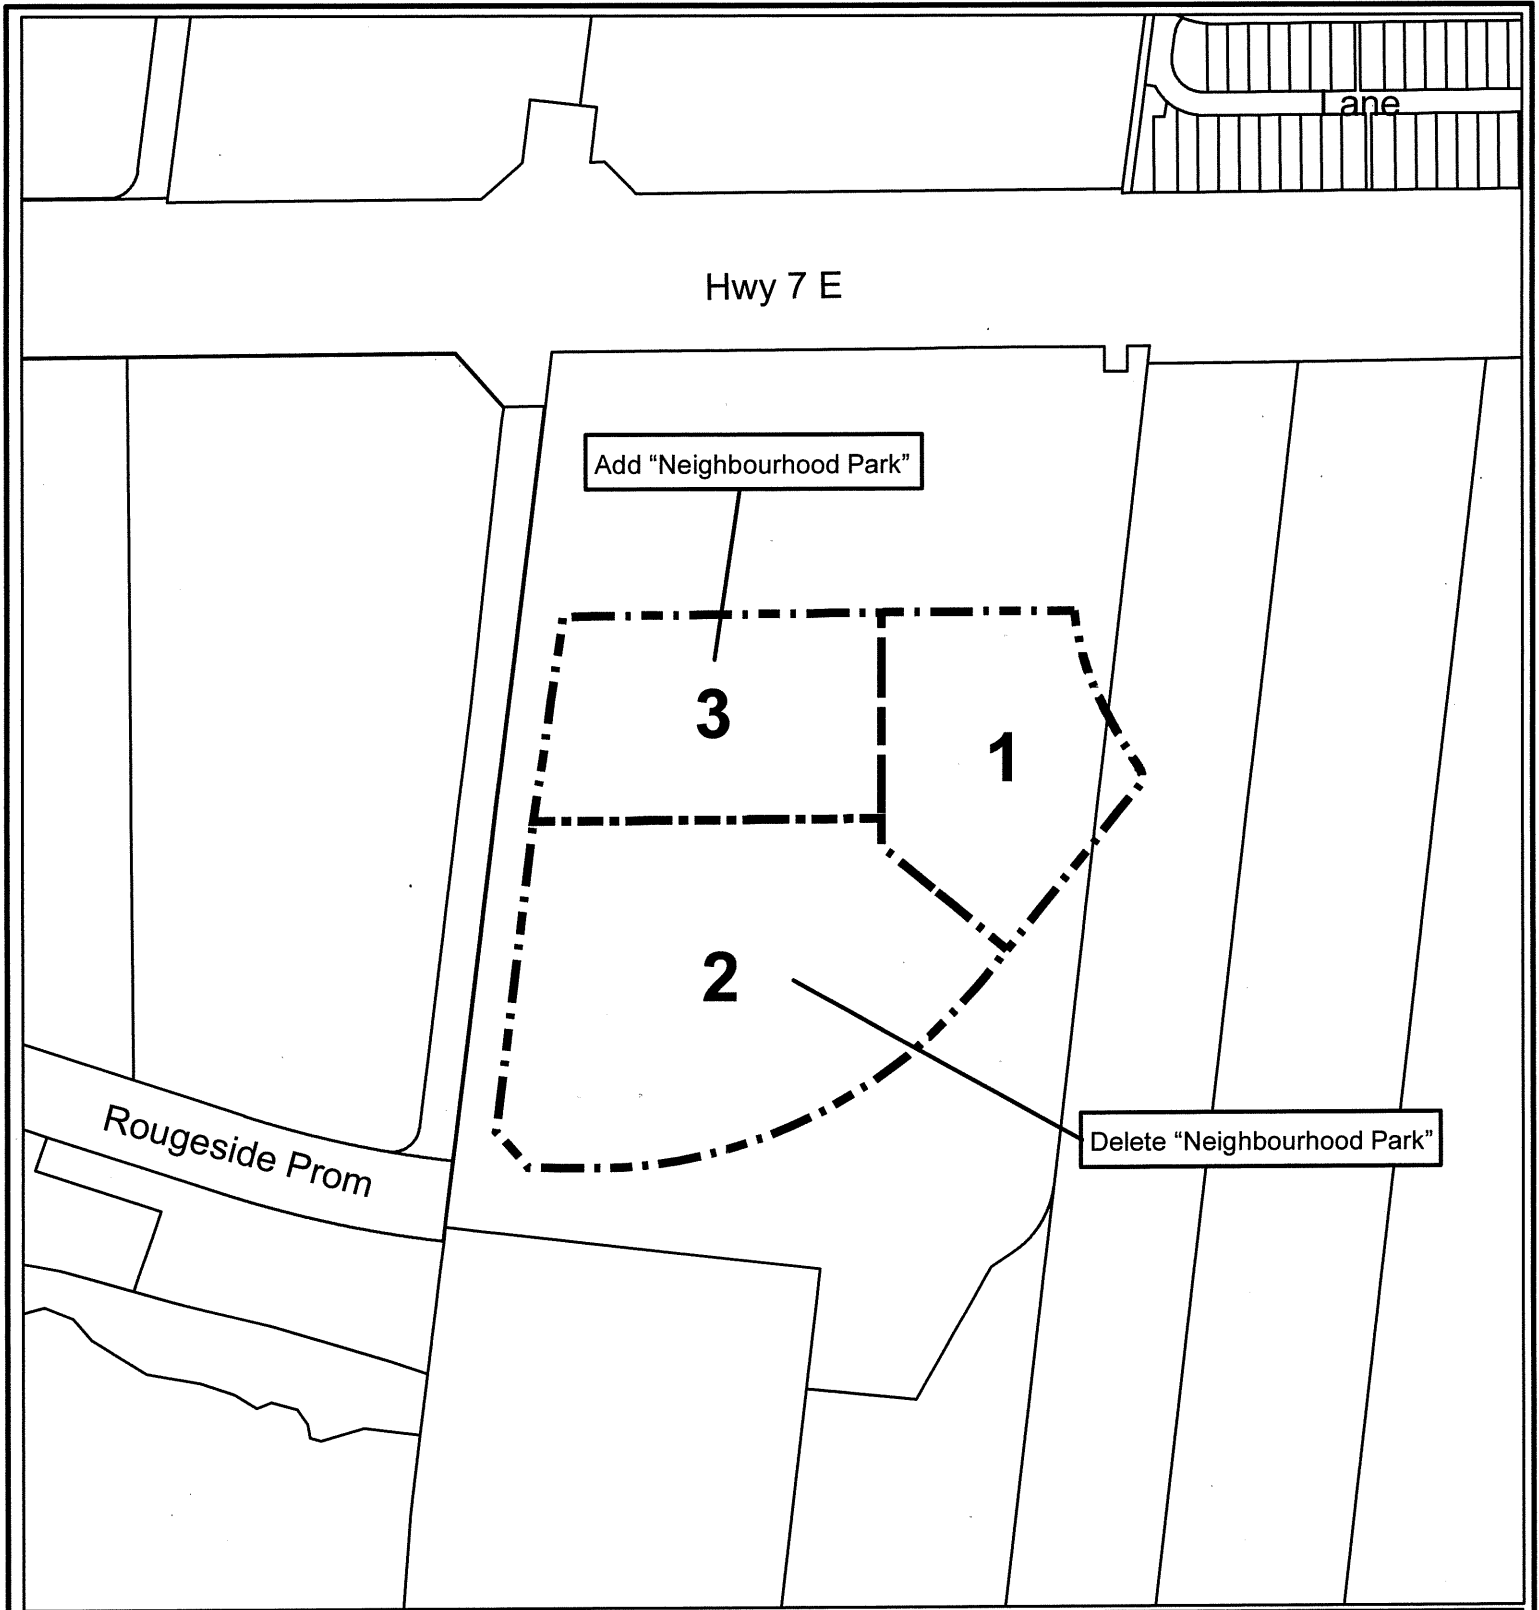 Lane
Hwy 7 E
Add “Neighbourhood Park”
3
1
2
Delete “Neighbourhood Park”
Rougeside Prom